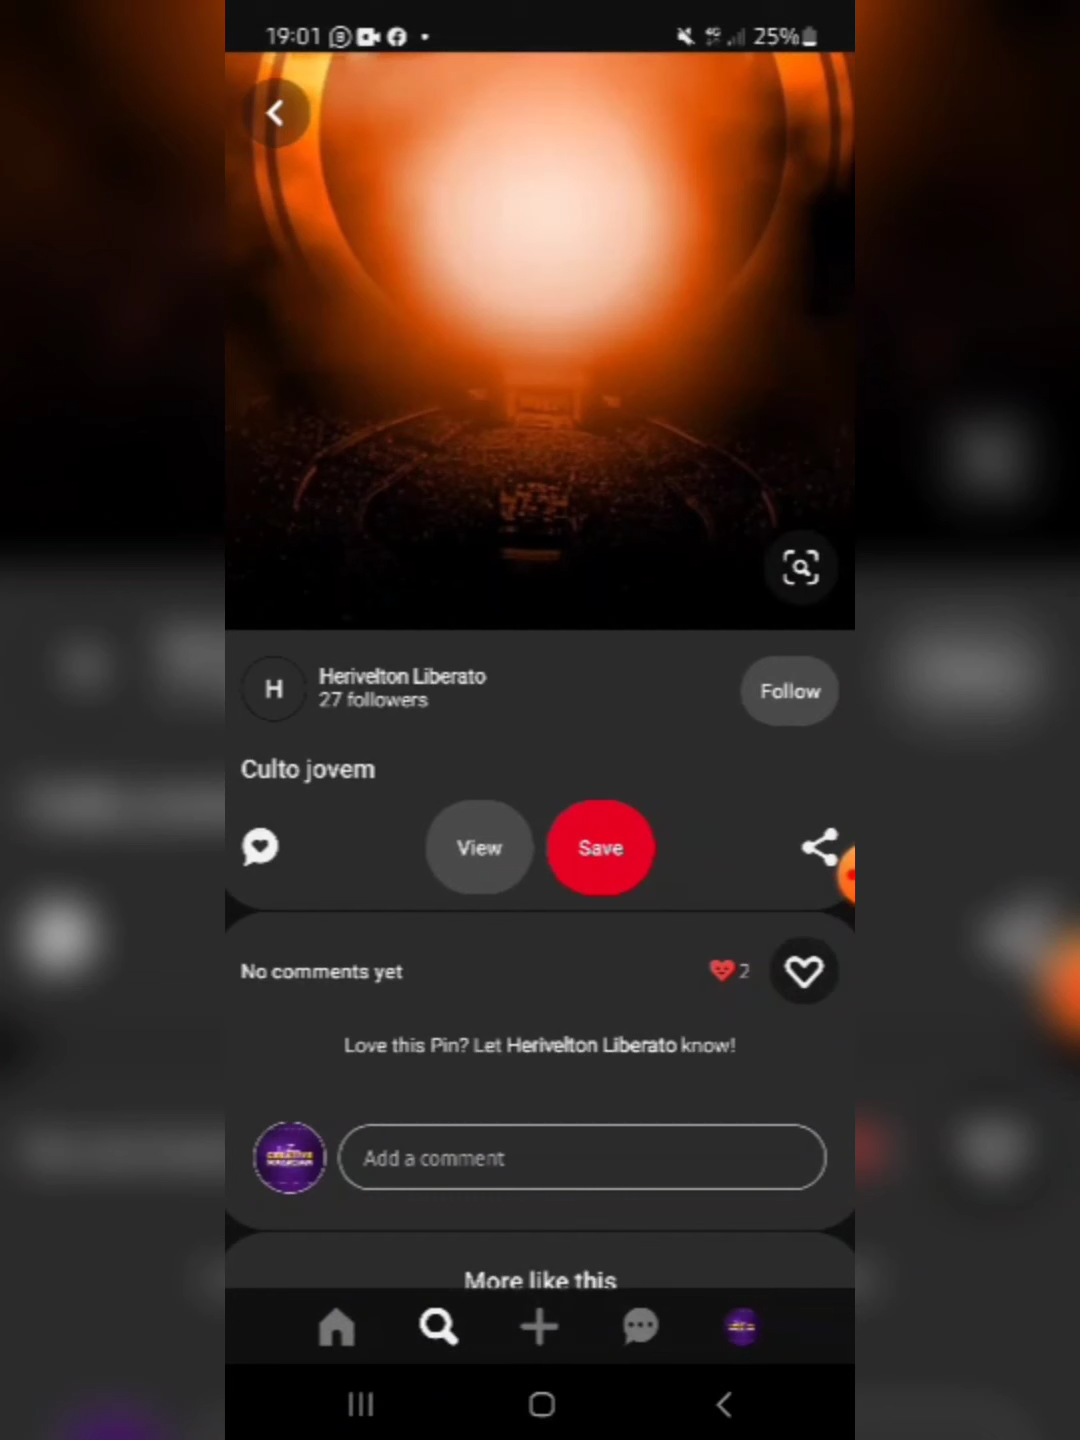 19:01
4G 25%
Herivelton Liberato
27 followers
Follow
H
Culto jovem
View
Save
No comments yet
2
Love this Pin? Let Herivelton Liberato know!
Add a comment
More like this